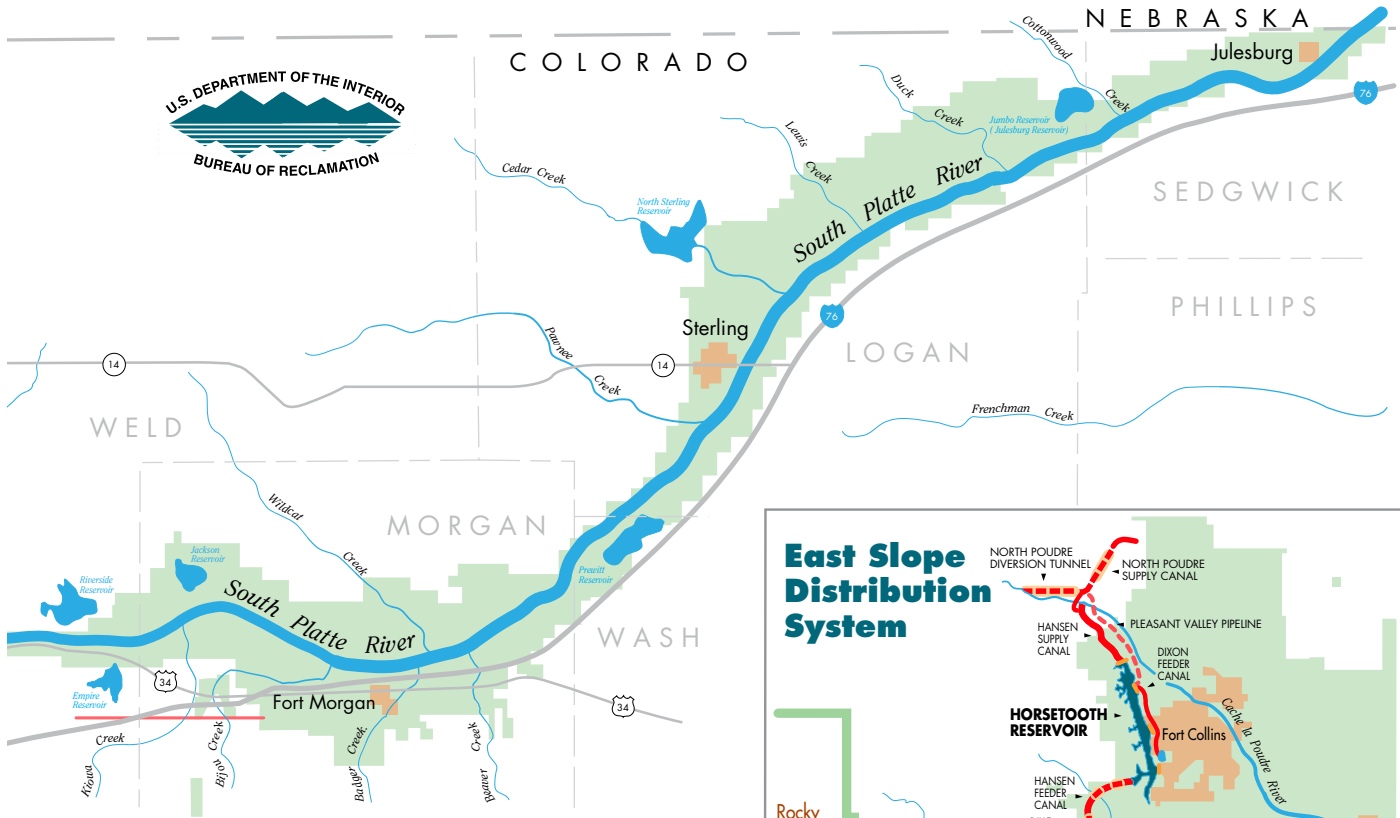 NEBRASKA
COLORADO
Cottonwood
Creek
Julesburg
76
U.S. DEPARTMENT OF THE INTERIOR
BUREAU OF RECLAMATION
Duck
Creek
Jumbo Reservoir
(Julesburg Reservoir)
Lewis
Creek
Cedar Creek
South Platte River
SEDGWICK
North Sterling
Reservoir
PHILLIPS
76
Sterling
LOGAN
Pawnee
Creek
14
14
Frenchman Creek
WELD
MORGAN
Wildcat
Creek
Jackson
Reservoir
Riverside
Reservoir
Prewitt
Reservoir
South Platte River
WASH
34
Empire
Reservoir
Fort Morgan
34
Kiowa
Creek
Bijou
Creek
Badger
Creek
Beaver
Creek
East Slope
Distribution
System
NORTH POUDRE
DIVERSION TUNNEL
NORTH POUDRE
SUPPLY CANAL
HANSEN
SUPPLY
CANAL
PLEASANT VALLEY PIPELINE
DIXON
FEEDER
CANAL
HORSETOOTH
RESERVOIR
Fort Collins
Cache la Poudre River
HANSEN
FEEDER
CANAL
Rocky